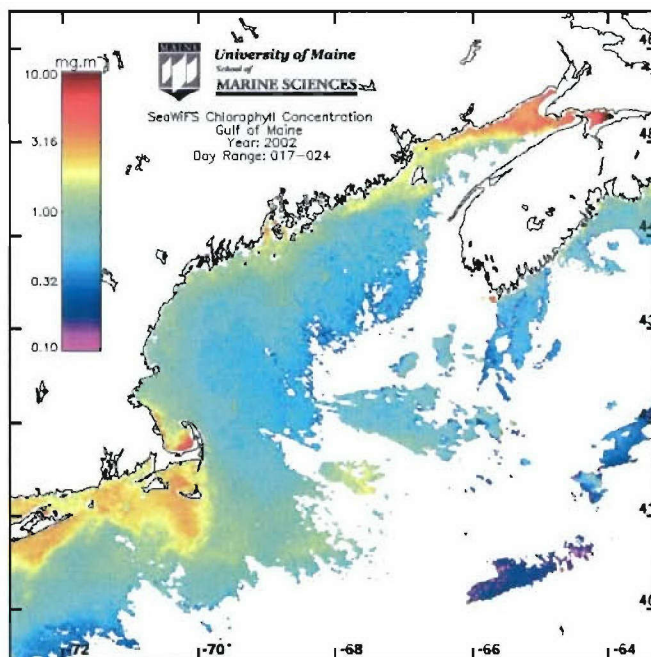 mg.m⁻
10.00
3.16
1.00
0.32
0.10
MAINE
University of Maine
School of
MARINE SCIENCES
SeaWiFS Chlorophyll Concentration
Gulf of Maine
Year: 2002
Day Range: 017-024
-72
-70
-68
-66
-64